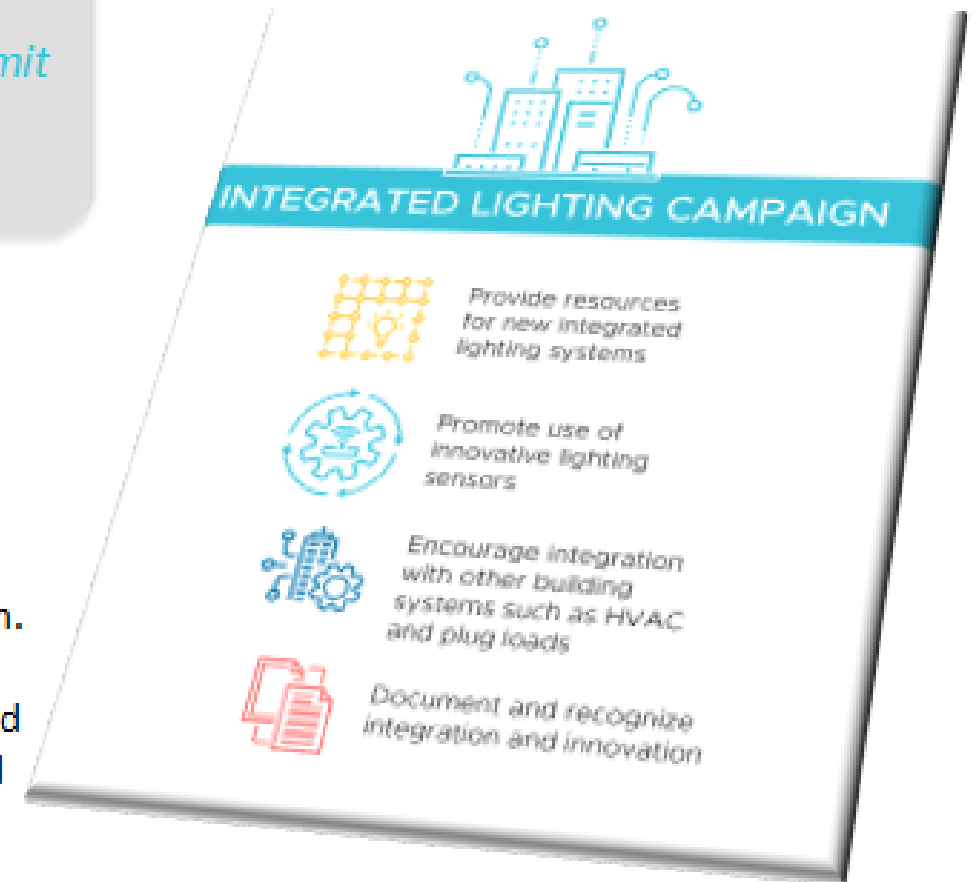 mit
INTEGRATED LIGHTING CAMPAIGN
Provide resources
for new integrated
lighting systems
Promote use of
innovative lighting
sensors
Encourage integration
with other building
systems such as HVAC
and plug loads
Document and recognize
integration and innovation
n.
d